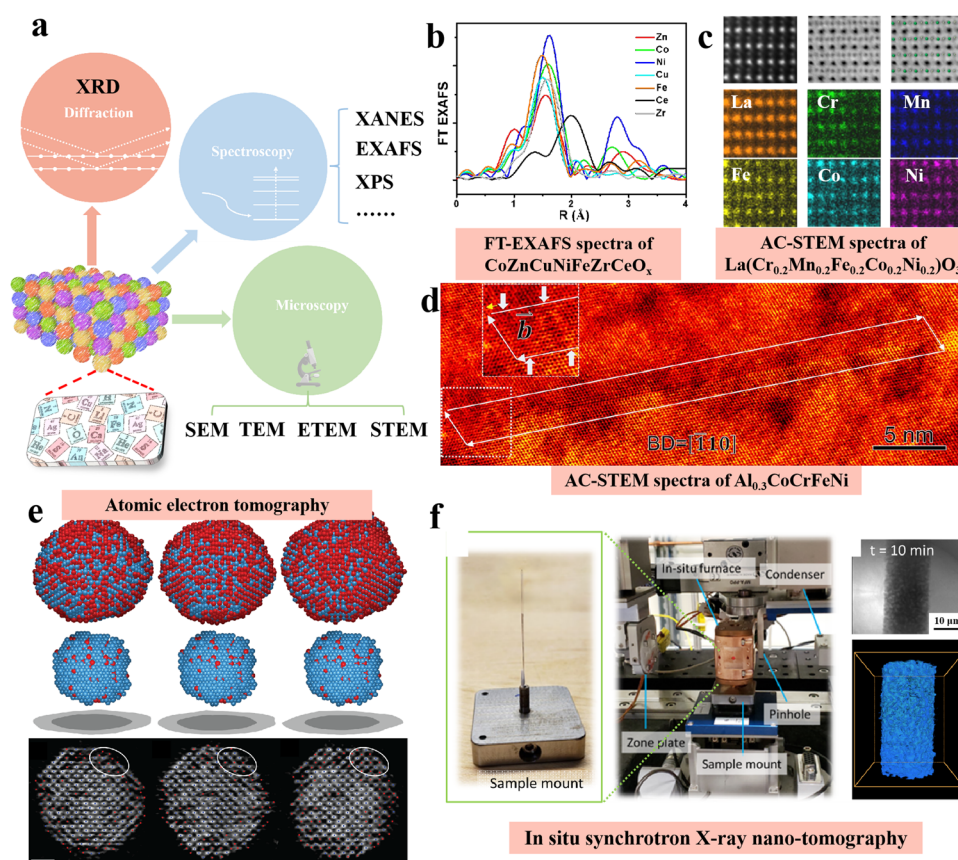 a
XRD
Diffraction
Spectroscopy
XANES
EXAFS
XPS
......
Microscopy
SEM TEM ETEM STEM
b
FT EXAFS
Zn
Co
Ni
Cu
Fe
Ce
Zr
0 1 2 3 4
R (Å)
FT-EXAFS spectra of
CoZnCuNiFeZrCeOx
c
La Cr Mn
Fe Co Ni
AC-STEM spectra of
La(Cr0.2Mn0.2Fe0.2Co0.2Ni0.2)O3
d
b
BD=[1̄10]
5 nm
AC-STEM spectra of Al0.3CoCrFeNi
e
Atomic electron tomography
f
Sample mount
In-situ furnace
Condenser
Pinhole
Zone plate
Sample mount
t = 10 min
10 μm
In situ synchrotron X-ray nano-tomography